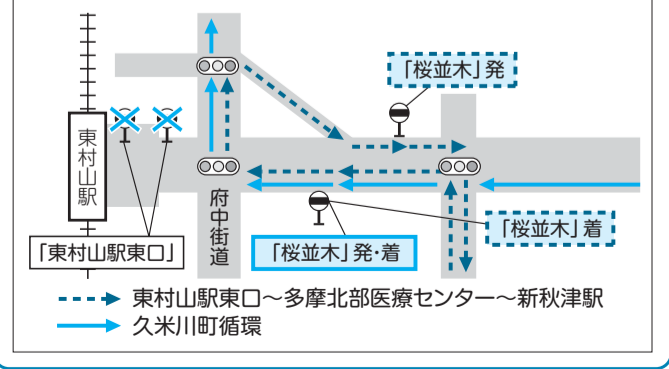 「桜並木」発
東村山駅
府中街道
「桜並木」着
「東村山駅東口」
「桜並木」発・着
東村山駅東口～多摩北部医療センター～新秋津駅
久米川町循環